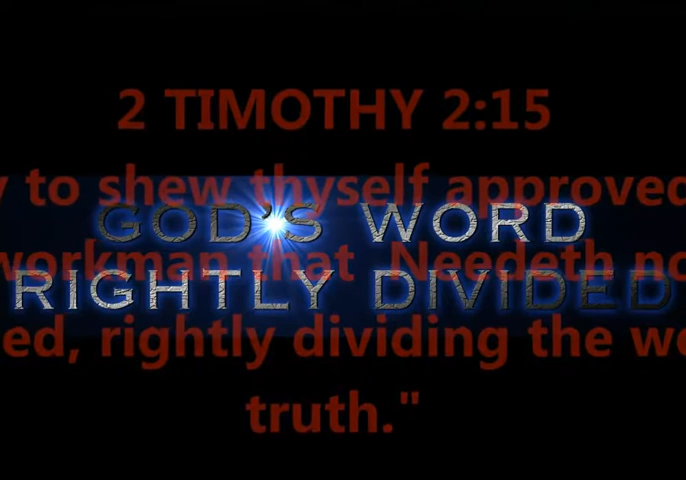 2 TIMOTHY 2:15
to shew thyself approved
GOD'S WORD
workman that Needeth
RIGHTLY DIVIDED
ed, rightly dividing the
truth."